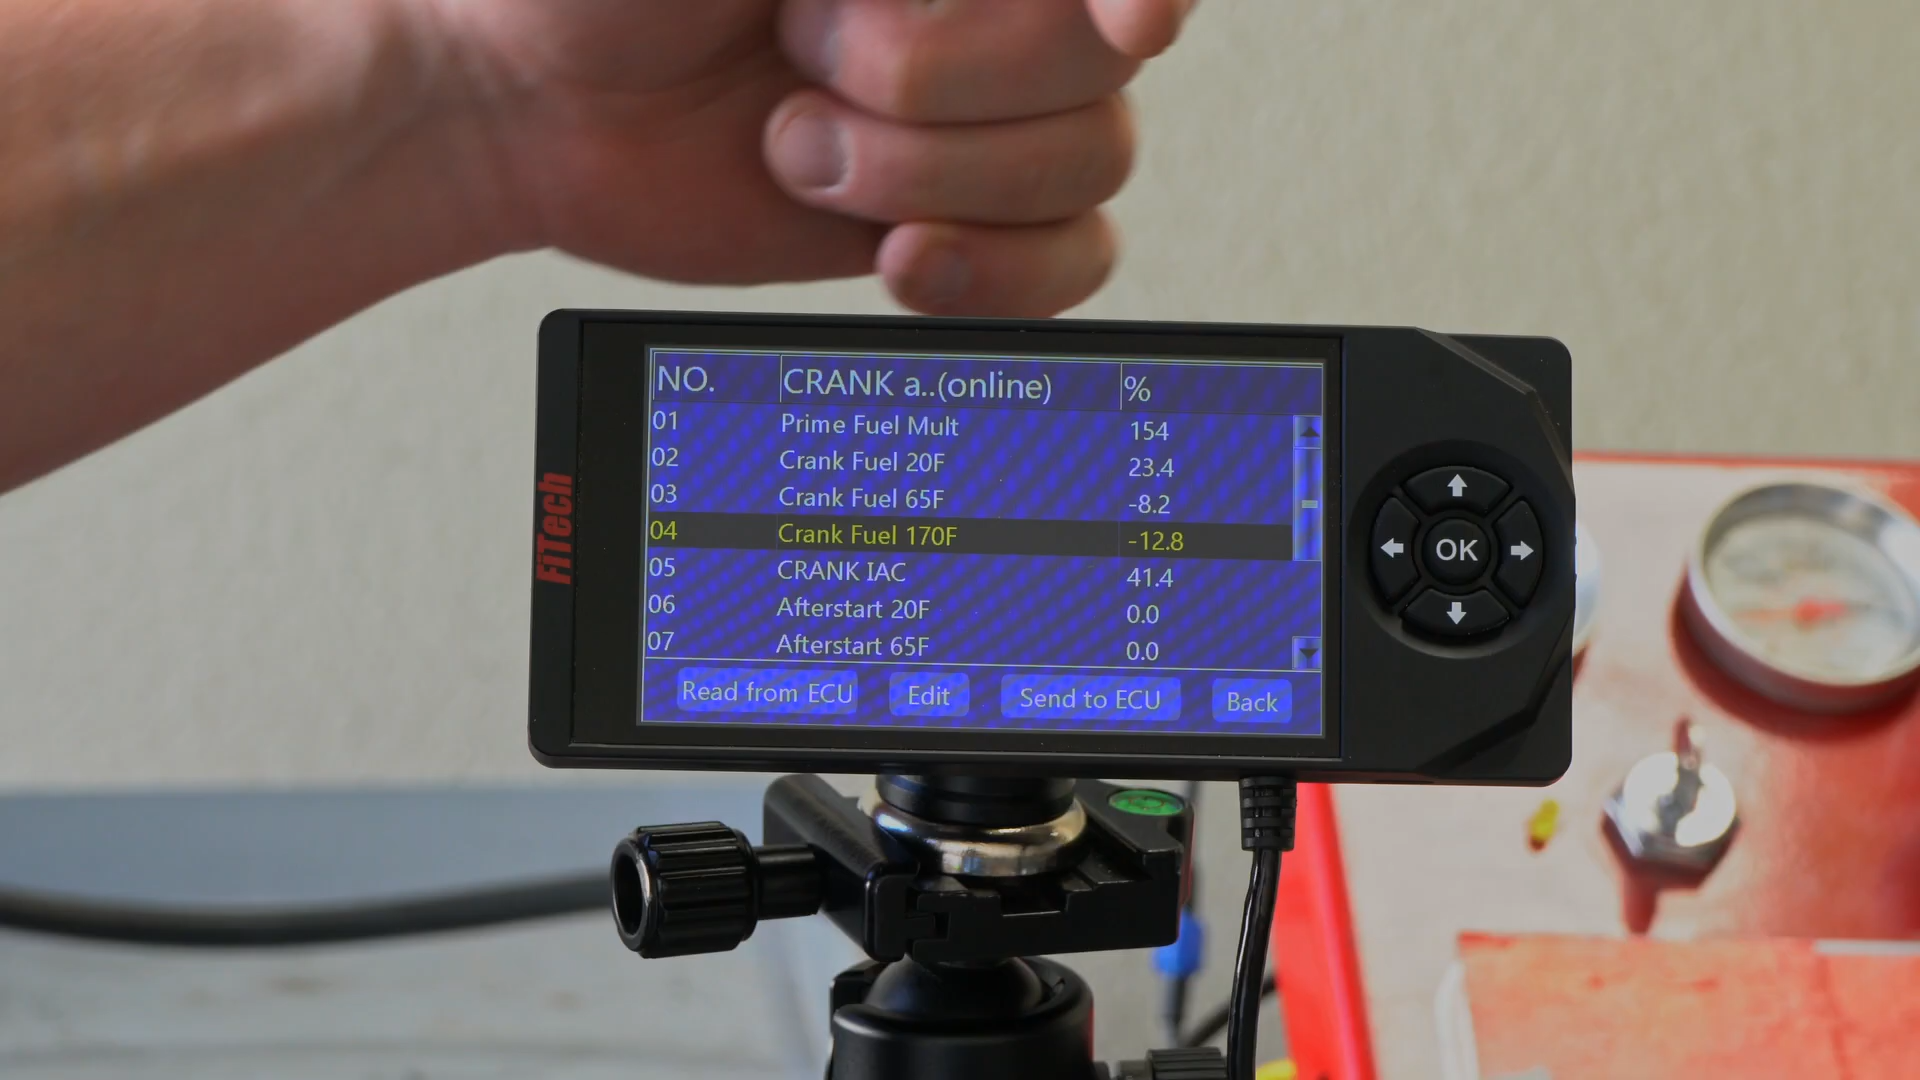 FiTech
NO. CRANK a..(online) %
01 Prime Fuel Mult 154
02 Crank Fuel 20F 23.4
03 Crank Fuel 65F -8.2
04 Crank Fuel 170F -12.8
05 CRANK IAC 41.4
06 Afterstart 20F 0.0
07 Afterstart 65F 0.0
Read from ECU Edit Send to ECU Back
OK